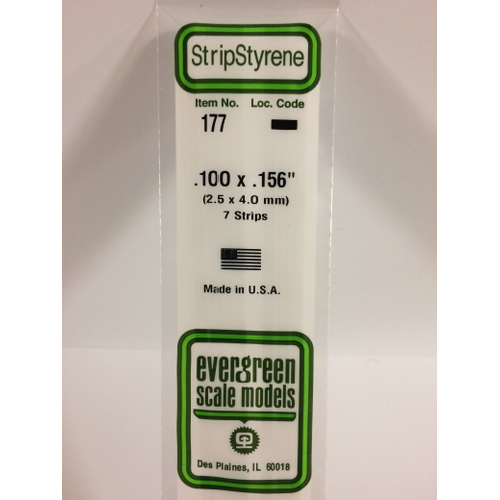 StripStyrene
Item No. Loc. Code
177
.100 x .156"
(2.5 x 4.0 mm)
7 Strips
Made in U.S.A.
evergreen
scale models
Des Plaines, IL 60018